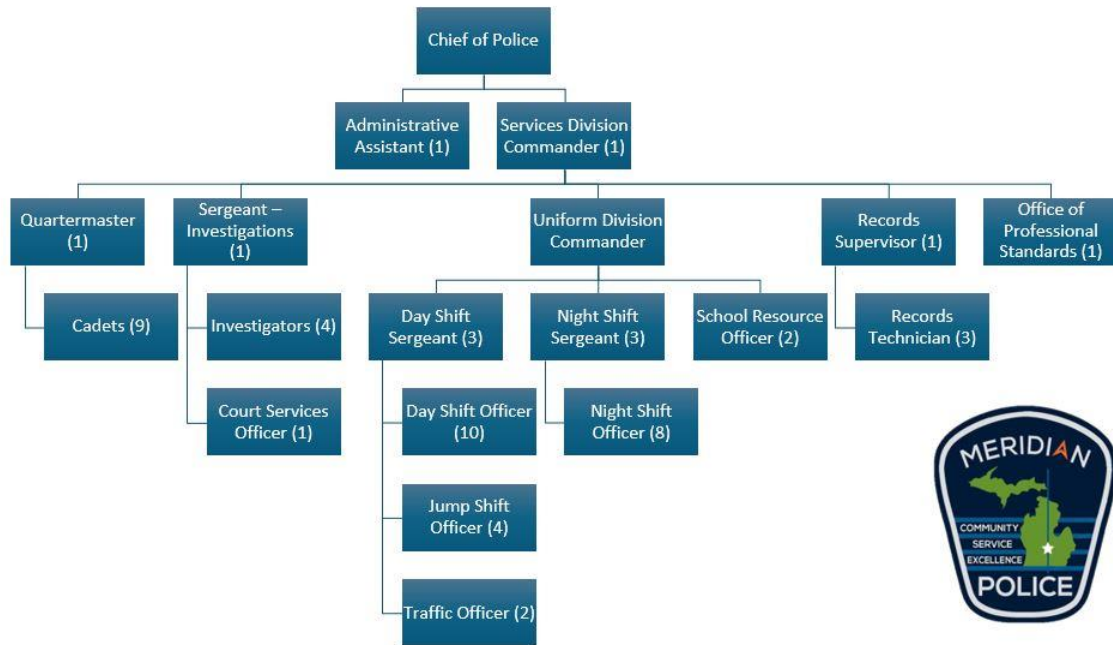 Chief of Police
Administrative
Assistant (1)
Services Division
Commander (1)
Quartermaster
(1)
Sergeant –
Investigations
(1)
Uniform Division
Commander
Records
Supervisor (1)
Office of
Professional
Standards (1)
Cadets (9)
Investigators (4)
Day Shift
Sergeant (3)
Night Shift
Sergeant (3)
School Resource
Officer (2)
Records
Technician (3)
Court Services
Officer (1)
Day Shift Officer
(10)
Night Shift
Officer (8)
Jump Shift
Officer (4)
Traffic Officer (2)
MERIDIAN
COMMUNITY
SERVICE
EXCELLENCE
POLICE